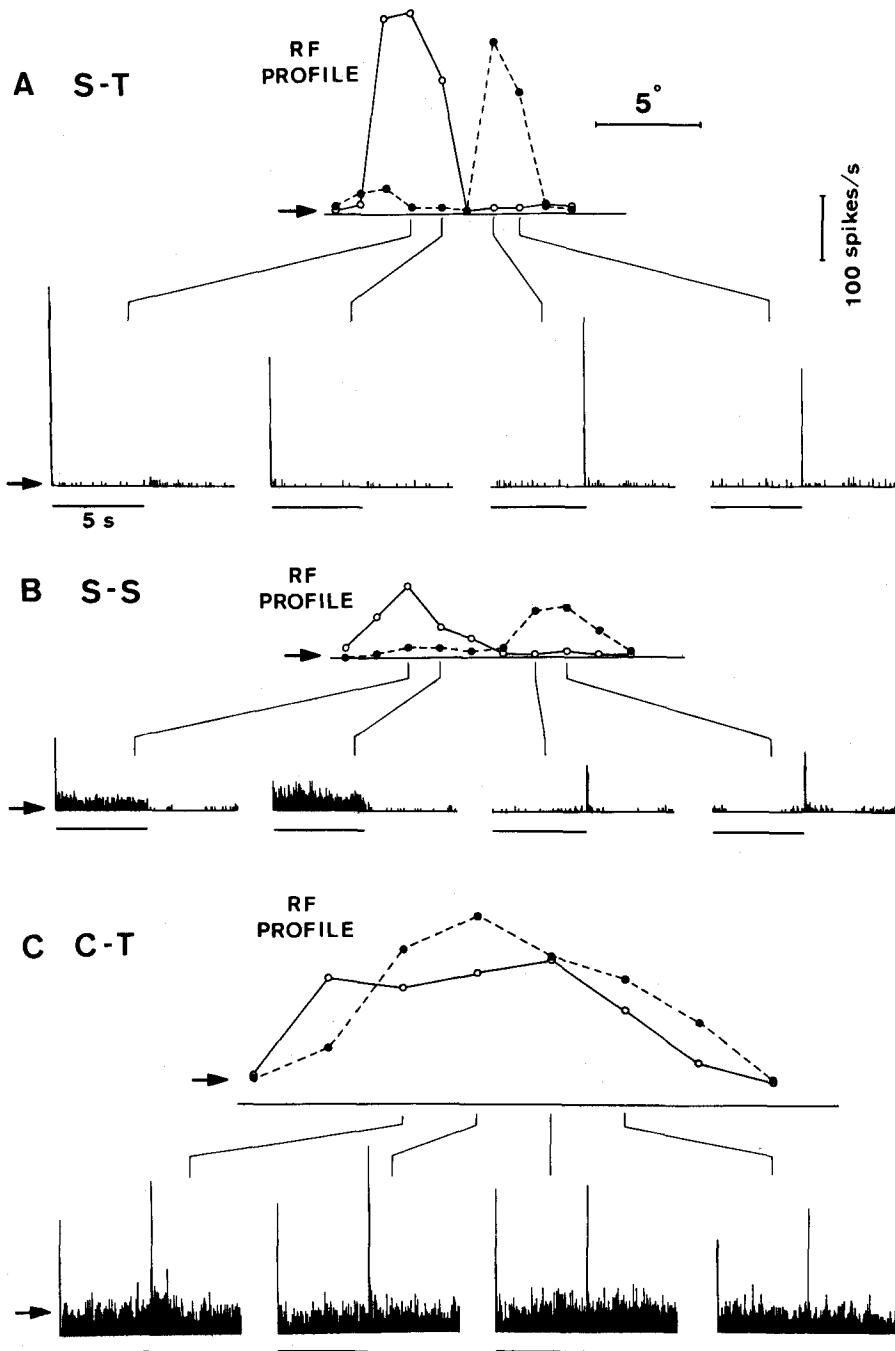 RF
PROFILE
A S-T
5°
100 spikes/s
5 s
B S-S
RF
PROFILE
C C-T
RF
PROFILE